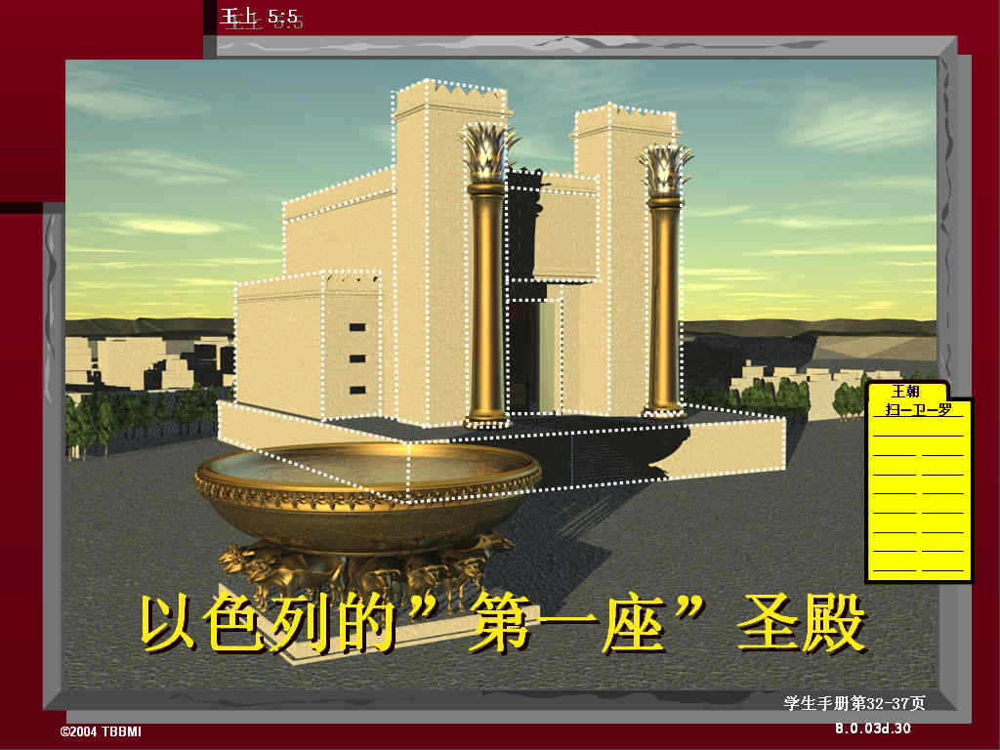 王上 5:5
王朝
扫–卫–罗
以色列的”第一座”圣殿
学生手册第32-37页
©2004 TBBMI
8.0.03d.30